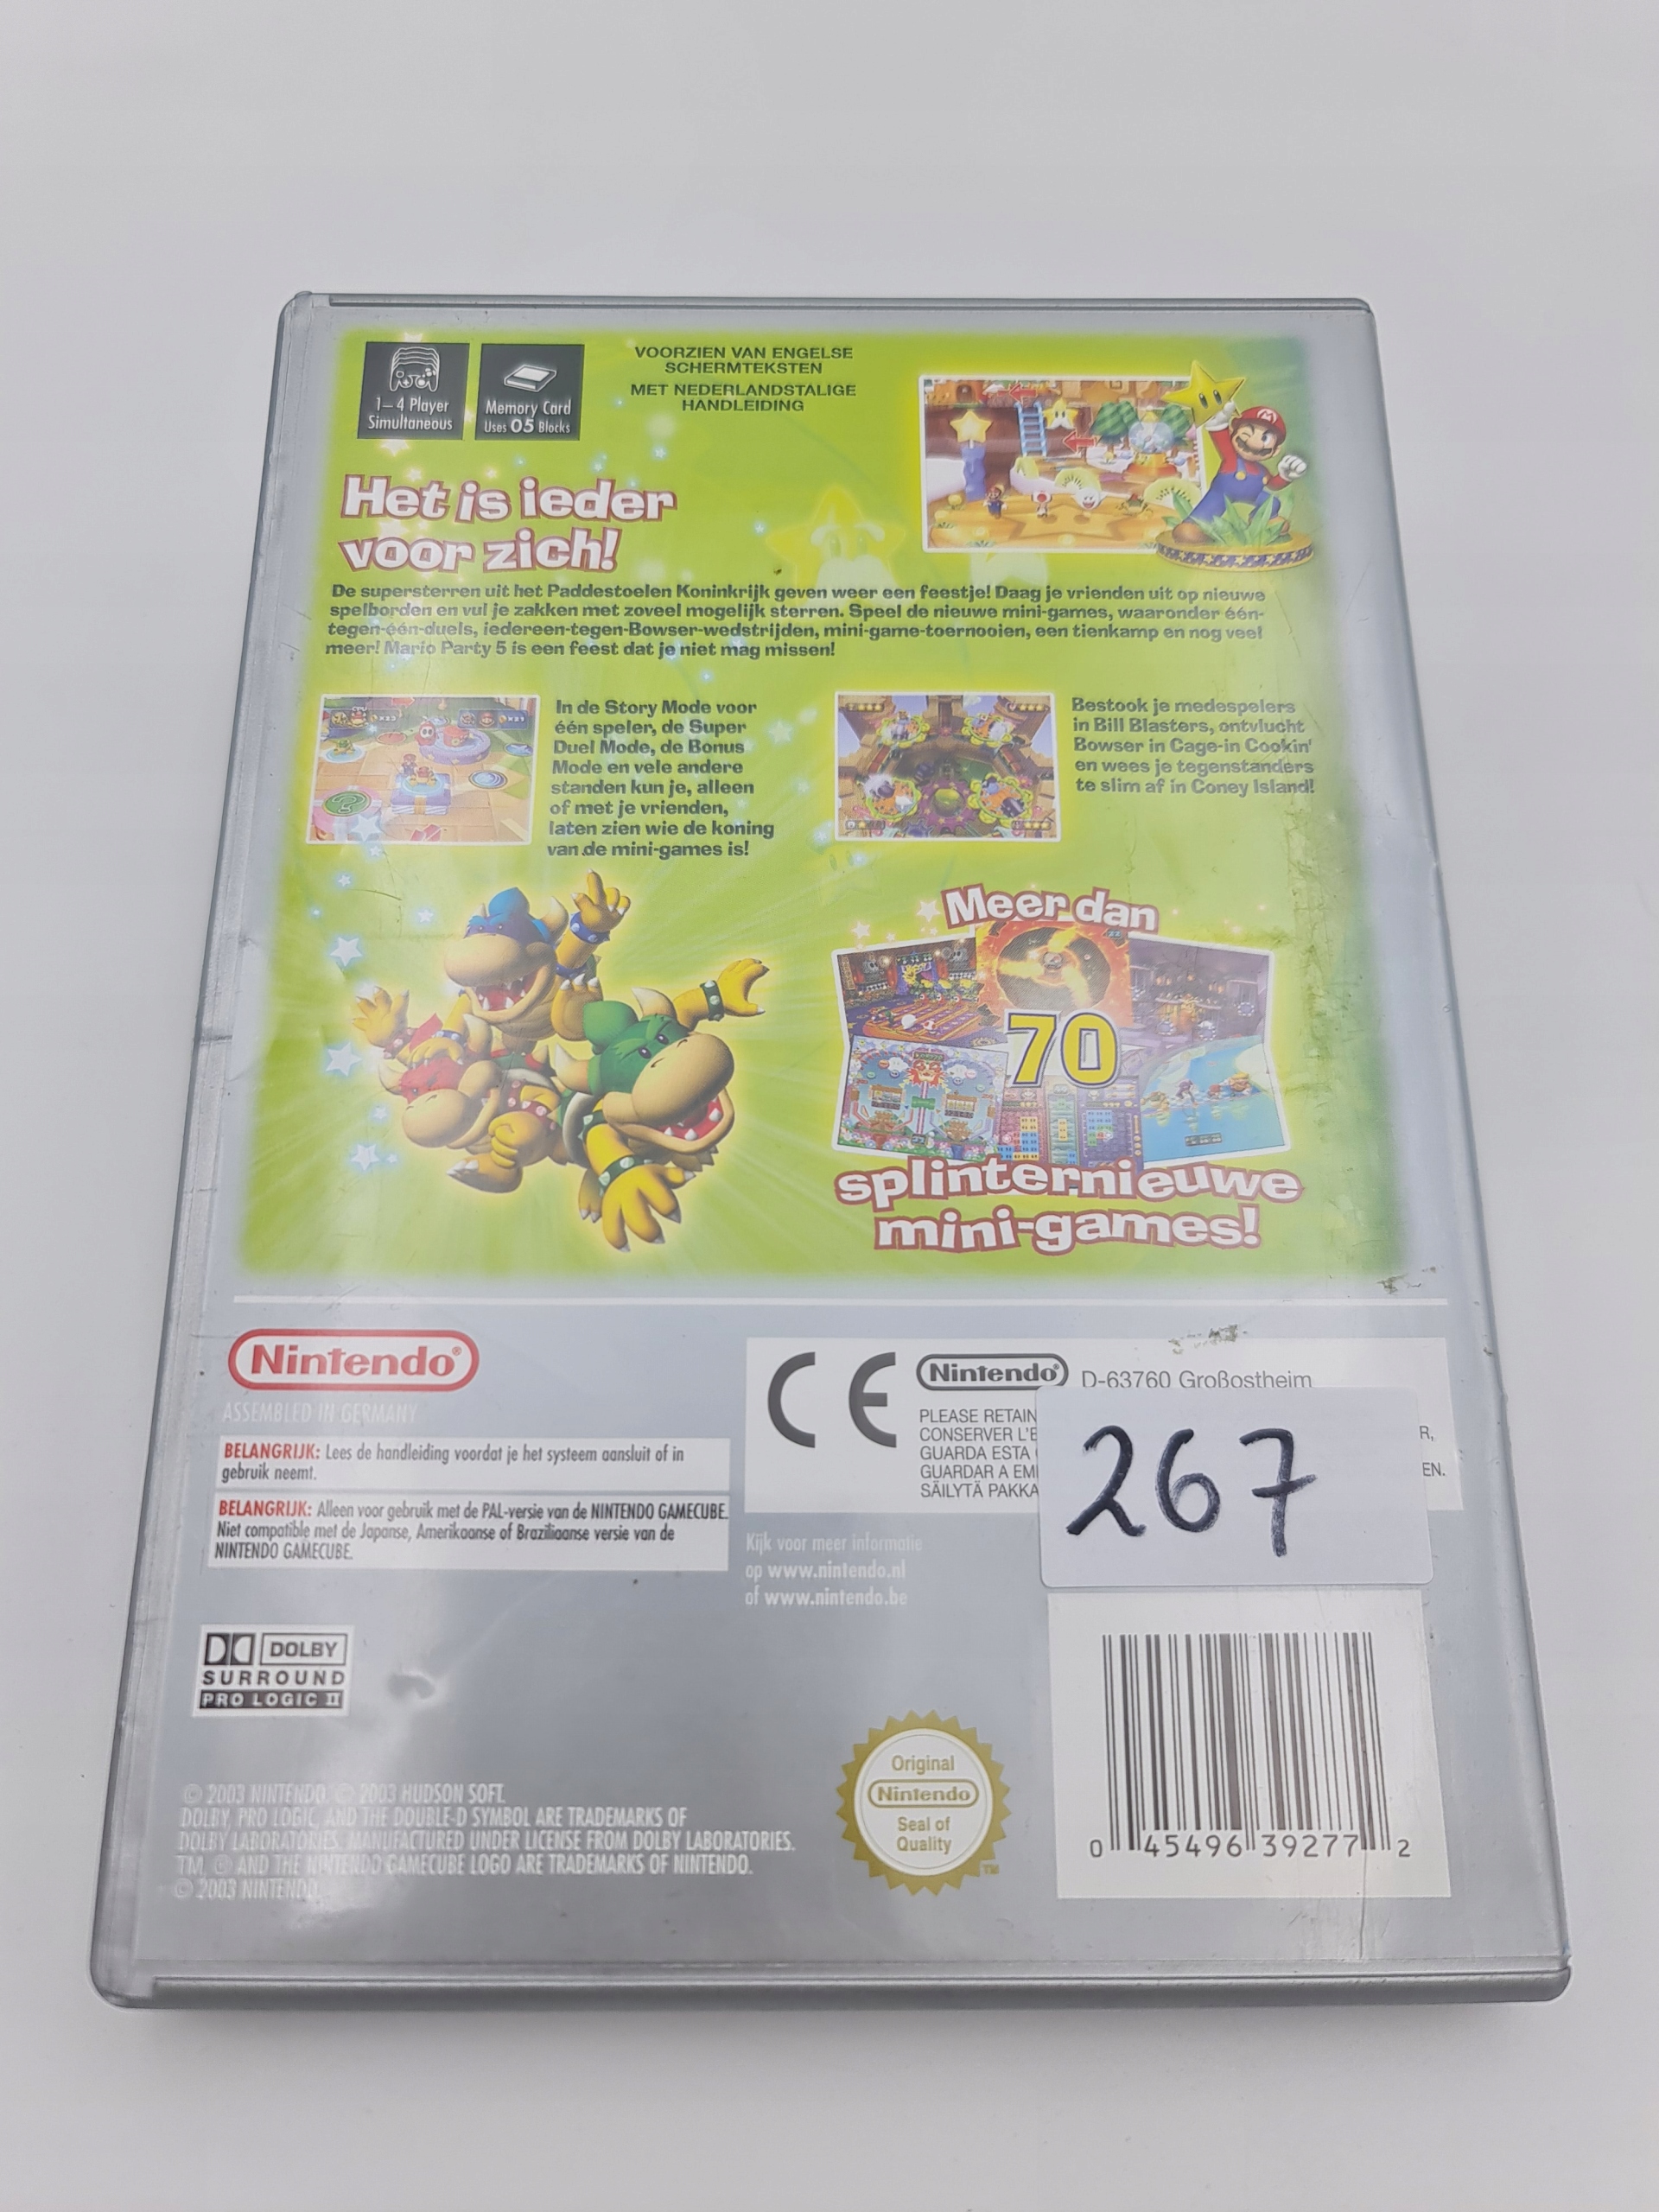 1–4 Player
Simultaneous
Memory Card
Uses 05 Blocks
VOORZIEN VAN ENGELSE
SCHERMTEKSTEN
MET NEDERLANDSTALIGE
HANDLEIDING
Het is ieder
voor zich!
De supersterren uit het Paddestoelen Koninkrijk geven weer een feestje! Daag je vrienden uit op nieuwe
spelborden en vul je zakken met zoveel mogelijk sterren. Speel de nieuwe mini-games, waaronder één-
tegen-één-duels, iedereen-tegen-Bowser-wedstrijden, mini-game-toernooien, een tienkamp en nog veel
meer! Mario Party 5 is een feest dat je niet mag missen!
In de Story Mode voor
één speler, de Super
Duel Mode, de Bonus
Mode en vele andere
standen kun je, alleen
of met je vrienden,
laten zien wie de koning
van de mini-games is!
Bestook je medespelers
in Bill Blasters, ontvlucht
Bowser in Cage-in Cookin'
en wees je tegenstanders
te slim af in Coney Island!
Meer dan
70
splinternieuwe
mini-games!
Nintendo®
ASSEMBLED IN GERMANY
BELANGRIJK: Lees de handleiding voordat je het systeem aansluit of in
gebruik neemt.
BELANGRIJK: Alleen voor gebruik met de PAL-versie van de NINTENDO GAMECUBE.
Niet compatible met de Japanse, Amerikaanse of Braziliaanse versie van de
NINTENDO GAMECUBE.
CE
Nintendo® D-63760 Großostheim
PLEASE RETAIN
CONSERVER L'E R,
GUARDA ESTA
GUARDAR A EM EN.
SÄILYTÄ PAKKA
267
Kijk voor meer informatie
op www.nintendo.nl
of www.nintendo.be
DOLBY
SURROUND
PRO LOGIC II
Original
Nintendo
Seal of
Quality
TM
0 45496 39277 2
© 2003 NINTENDO. © 2003 HUDSON SOFT.
DOLBY, PRO LOGIC, AND THE DOUBLE-D SYMBOL ARE TRADEMARKS OF
DOLBY LABORATORIES. MANUFACTURED UNDER LICENSE FROM DOLBY LABORATORIES.
TM, ® AND THE NINTENDO GAMECUBE LOGO ARE TRADEMARKS OF NINTENDO.
© 2003 NINTENDO.